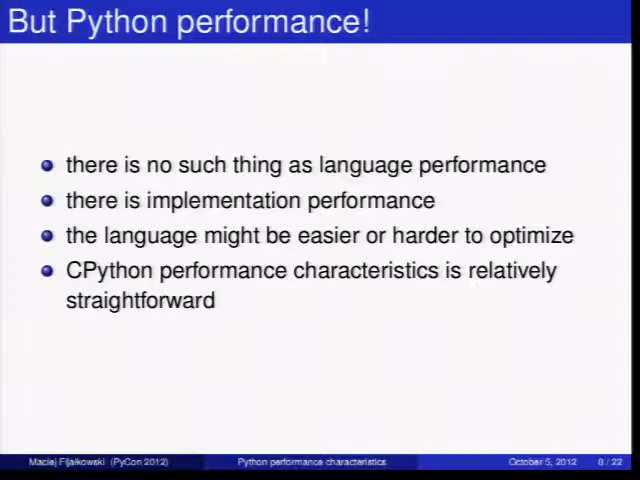 But Python performance!
there is no such thing as language performance
there is implementation performance
the language might be easier or harder to optimize
CPython performance characteristics is relatively
straightforward
Maciej Fijałkowski (PyCon 2012) Python performance characteristics October 5, 2012 8 / 22